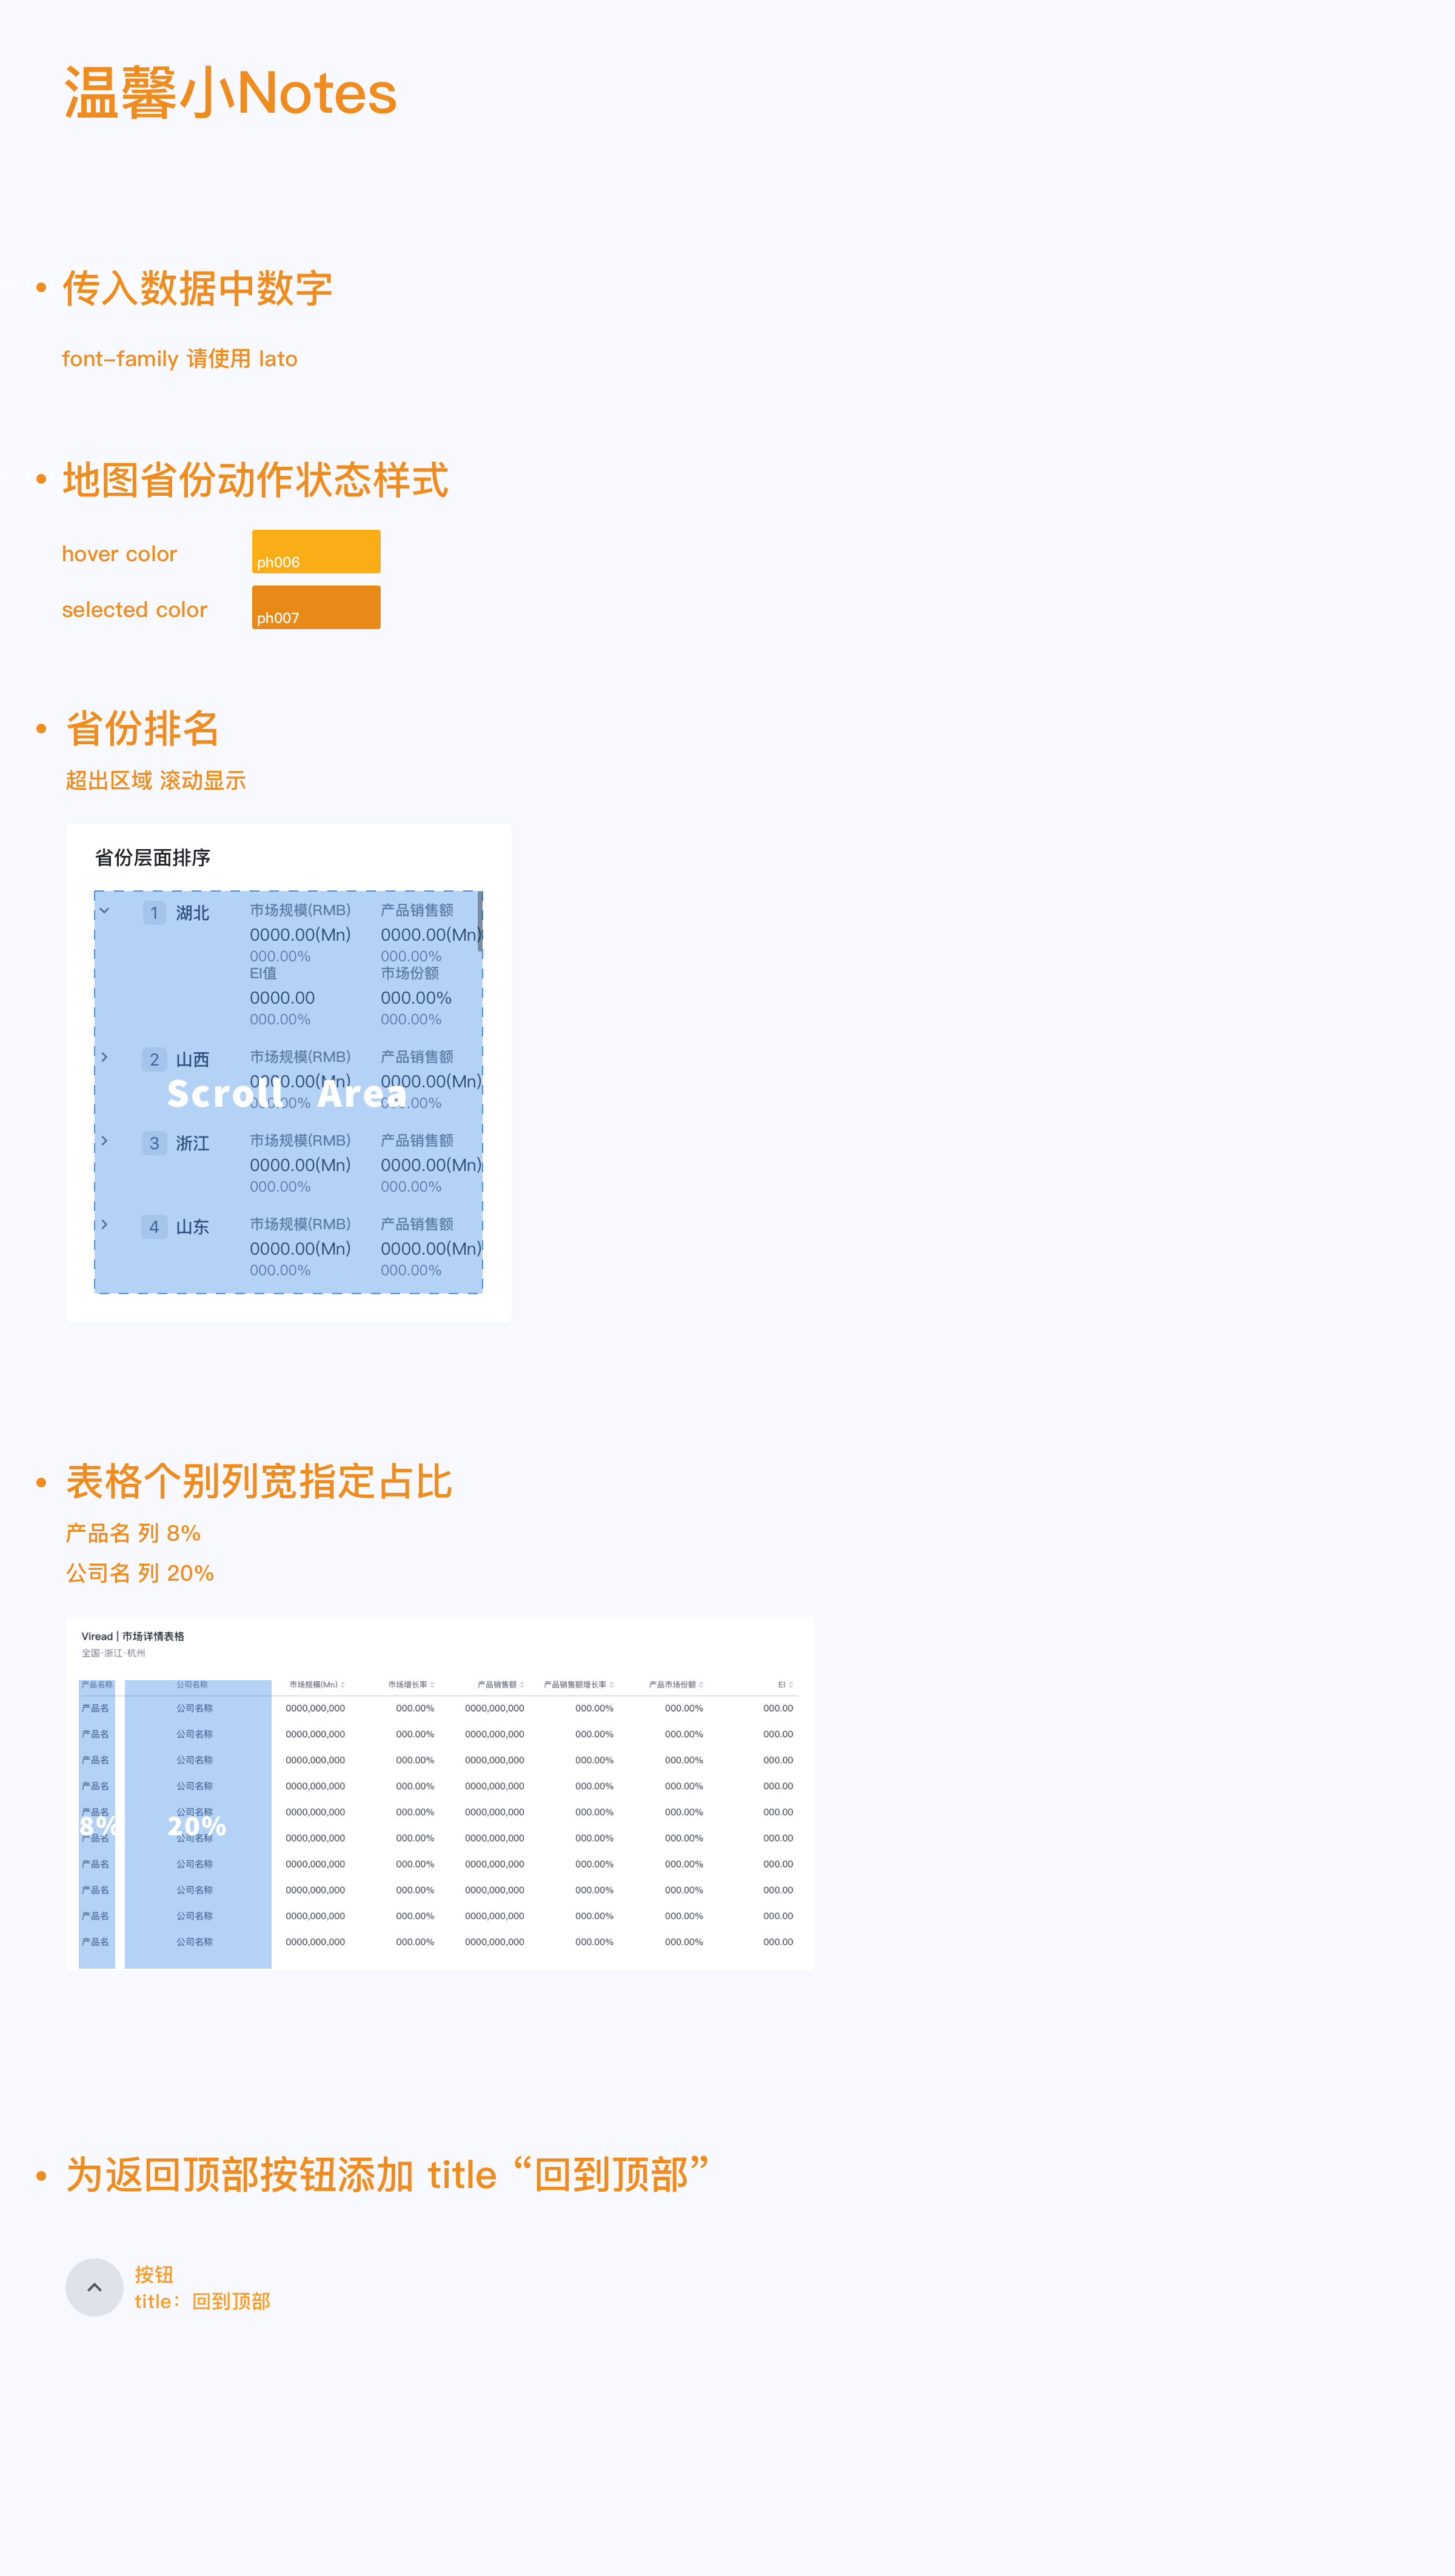 温馨小Notes
传入数据中数字
font-family 请使用 lato
地图省份动作状态样式
hover color
ph006
selected color
ph007
省份排名
超出区域 滚动显示
省份层面排序
1 湖北 市场规模(RMB) 产品销售额
0000.00(Mn) 0000.00(Mn)
000.00% 000.00%
EI值 市场份额
0000.00 000.00%
000.00% 000.00%
2 山西 市场规模(RMB) 产品销售额
0000.00(Mn) 0000.00(Mn)
Scroll Area
000.00% 000.00%
3 浙江 市场规模(RMB) 产品销售额
0000.00(Mn) 0000.00(Mn)
000.00% 000.00%
4 山东 市场规模(RMB) 产品销售额
0000.00(Mn) 0000.00(Mn)
000.00% 000.00%
表格个别列宽指定占比
产品名 列 8%
公司名 列 20%
Viread | 市场详情表格
全国-浙江-杭州
产品名称 公司名称 市场规模(Mn) 市场增长率 产品销售额 产品销售额增长率 产品市场份额 EI
产品名 公司名称 0000,000,000 000.00% 0000,000,000 000.00% 000.00% 000.00
产品名 公司名称 0000,000,000 000.00% 0000,000,000 000.00% 000.00% 000.00
产品名 公司名称 0000,000,000 000.00% 0000,000,000 000.00% 000.00% 000.00
产品名 公司名称 0000,000,000 000.00% 0000,000,000 000.00% 000.00% 000.00
产品名 公司名称 0000,000,000 000.00% 0000,000,000 000.00% 000.00% 000.00
8% 20%
产品名 公司名称 0000,000,000 000.00% 0000,000,000 000.00% 000.00% 000.00
产品名 公司名称 0000,000,000 000.00% 0000,000,000 000.00% 000.00% 000.00
产品名 公司名称 0000,000,000 000.00% 0000,000,000 000.00% 000.00% 000.00
产品名 公司名称 0000,000,000 000.00% 0000,000,000 000.00% 000.00% 000.00
产品名 公司名称 0000,000,000 000.00% 0000,000,000 000.00% 000.00% 000.00
为返回顶部按钮添加 title “回到顶部”
按钮
title：回到顶部